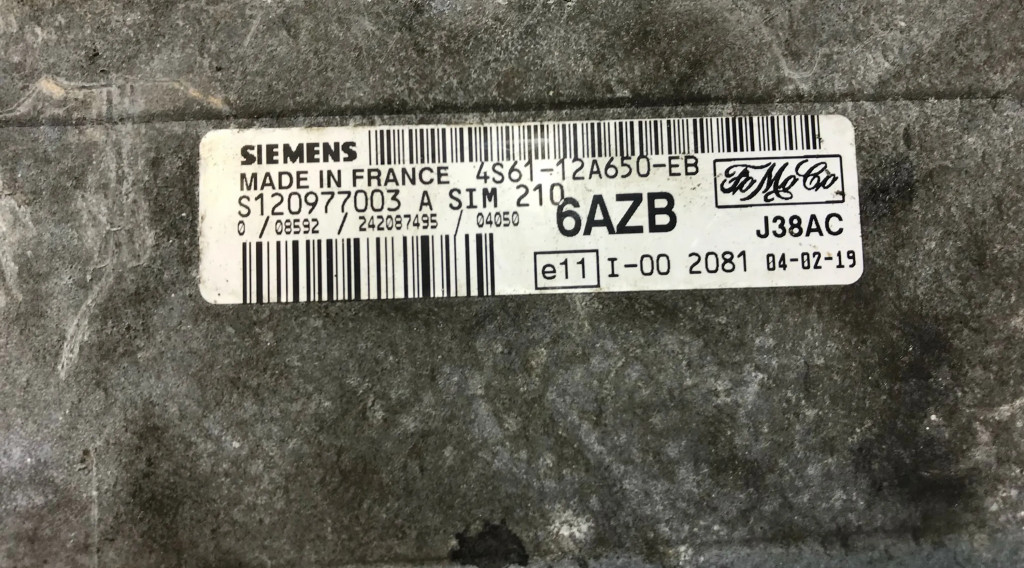 SIEMENS
MADE IN FRANCE 4S61-12A650-EB
FoMoCo
S120977003 A SIM 210
0 / 08592 / 242087495 / 04050
6AZB
J38AC
e11 I-00 2081 04-02-19